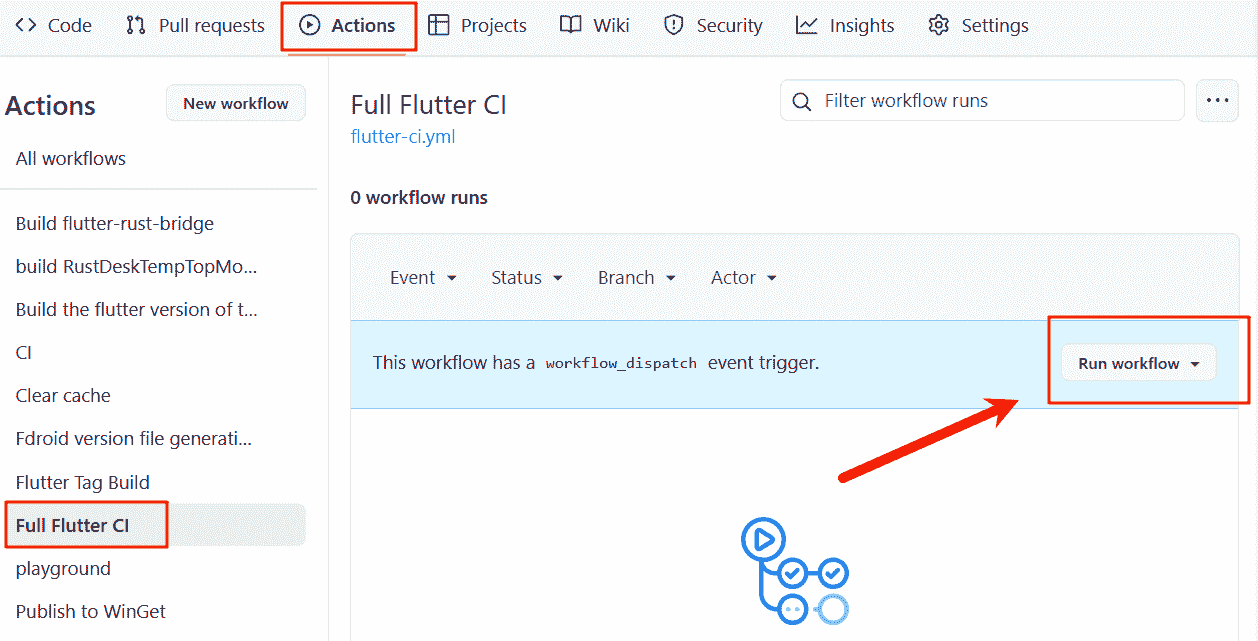 Code Pull requests Actions Projects Wiki Security Insights Settings
Actions
New workflow
All workflows
Build flutter-rust-bridge
build RustDeskTempTopMo...
Build the flutter version of t...
CI
Clear cache
Fdroid version file generati...
Flutter Tag Build
Full Flutter CI
playground
Publish to WinGet
Full Flutter CI
flutter-ci.yml
Filter workflow runs
0 workflow runs
Event Status Branch Actor
This workflow has a workflow_dispatch event trigger.
Run workflow